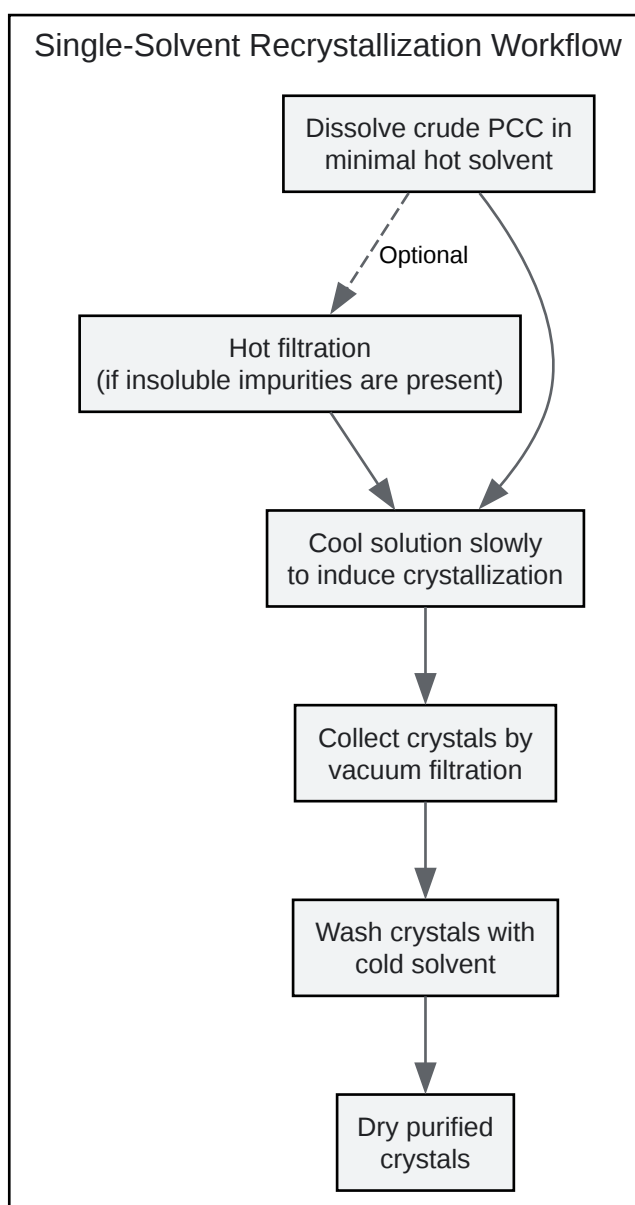 Single-Solvent Recrystallization Workflow
Dissolve crude PCC in
minimal hot solvent
Optional
Hot filtration
(if insoluble impurities are present)
Cool solution slowly
to induce crystallization
Collect crystals by
vacuum filtration
Wash crystals with
cold solvent
Dry purified
crystals